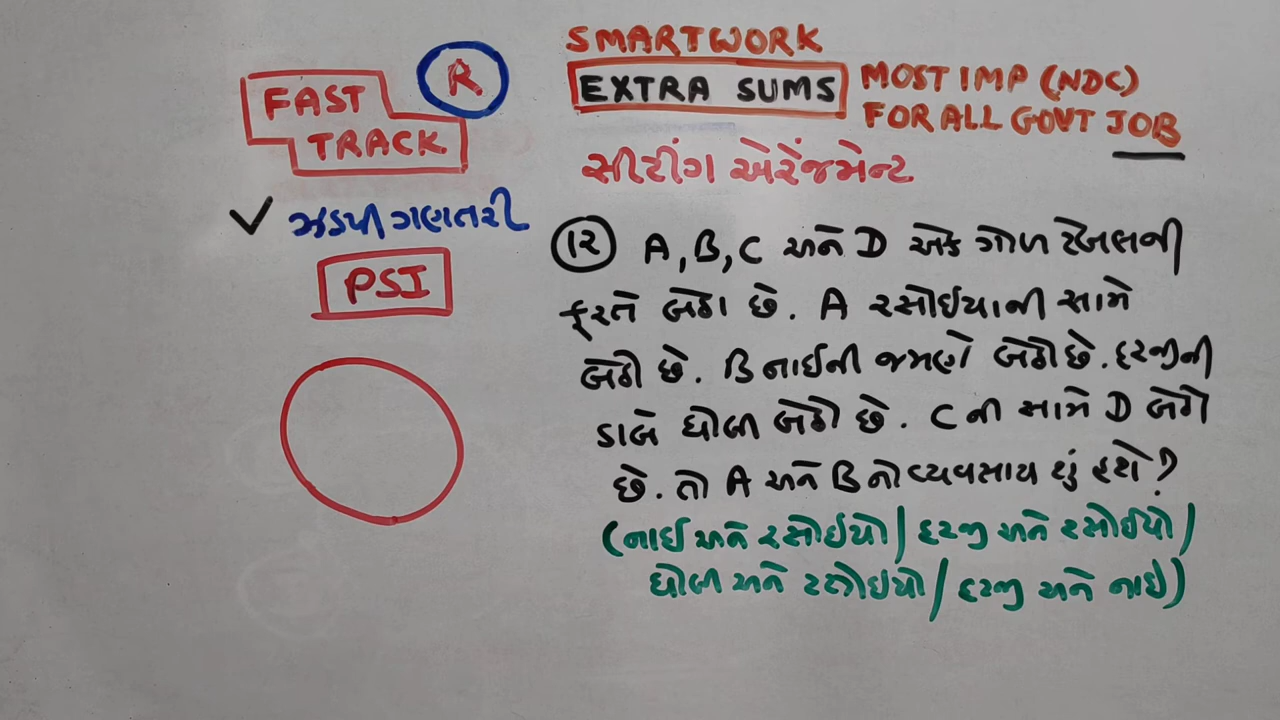 FAST
TRACK
R
✓ ઝડપી ગણતરી
PSI
SMARTWORK
EXTRA SUMS
MOST IMP (NDC)
FOR ALL GOVT JOB
સીટીંગ એરેંજમેન્ટ
(૧૨) A, B, C અને D એક ગોળ ટેબલની
ફરતે બેઠા છે. A રસોઈયાની સામે
બેઠો છે. B નાઈની જમણે બેઠો છે. દરજીની
ડાબે ધોબી બેઠો છે. C ની સામે D બેઠો
છે. તો A અને B નો વ્યવસાય શું હશે?
(નાઈ અને રસોઈયો / દરજી અને રસોઈયો /
ધોબી અને રસોઇયો / દરજી અને નાઈ)